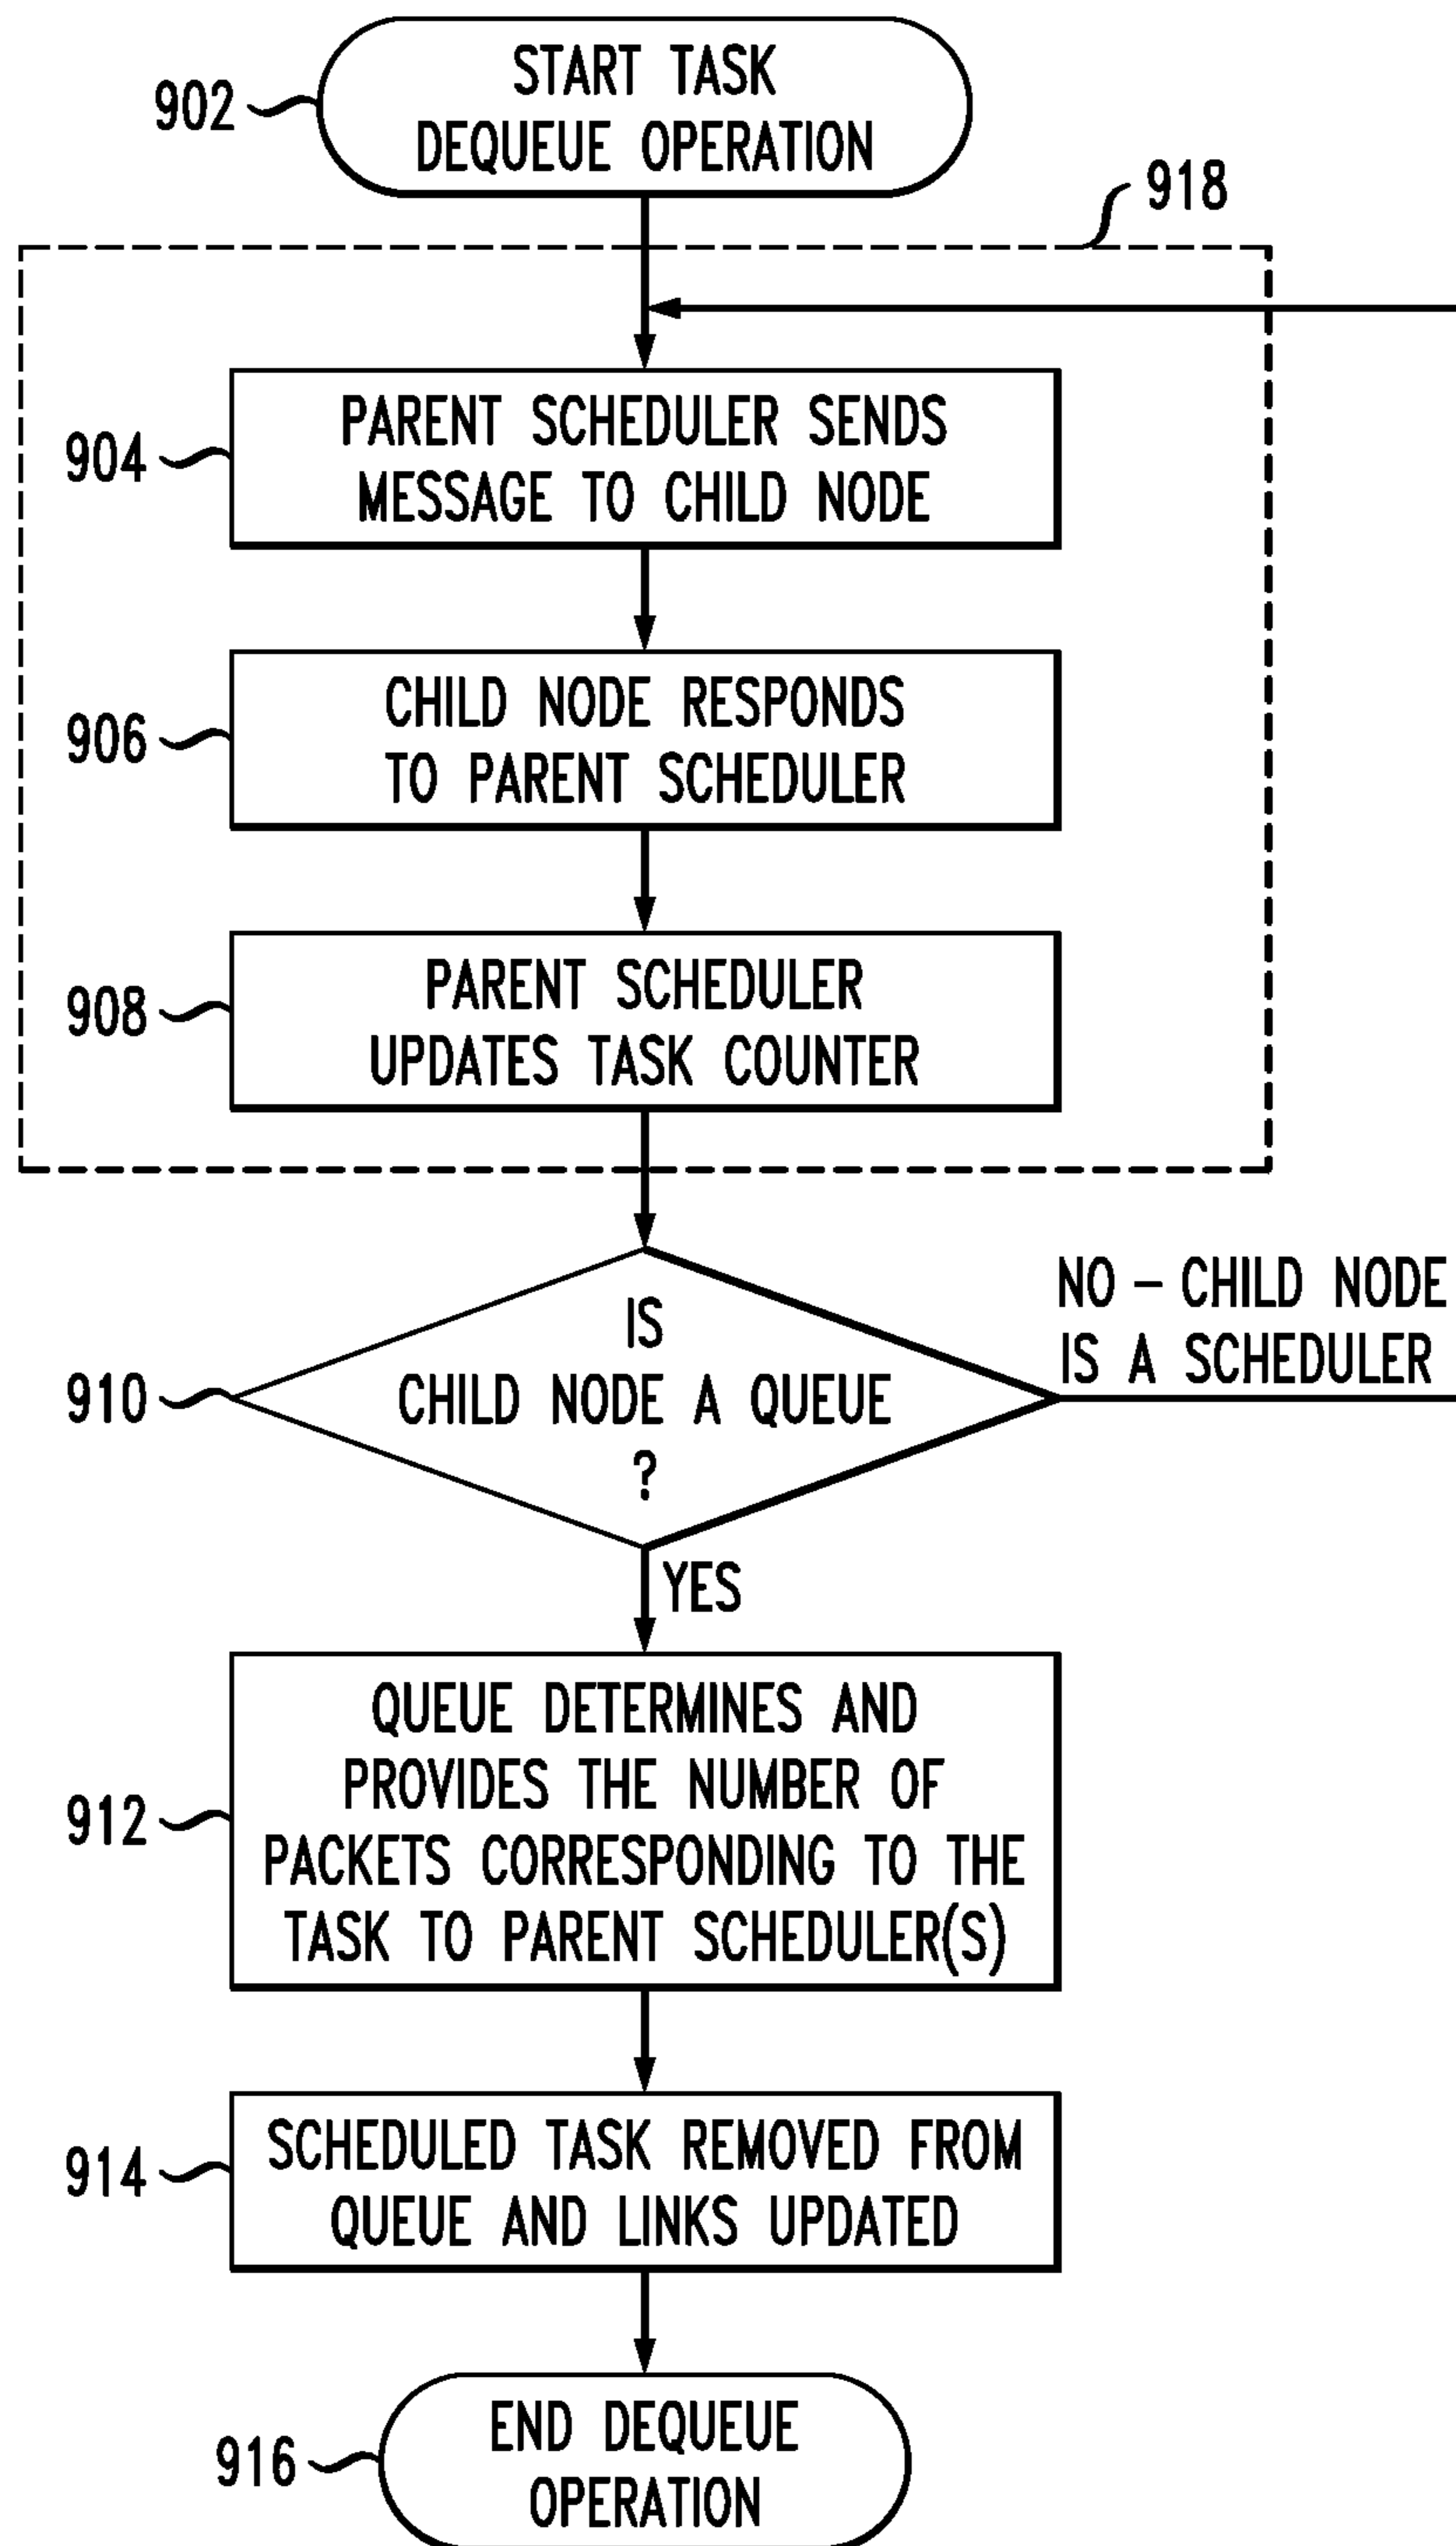 START TASK
DEQUEUE OPERATION
902
918
PARENT SCHEDULER SENDS
MESSAGE TO CHILD NODE
904
CHILD NODE RESPONDS
TO PARENT SCHEDULER
906
PARENT SCHEDULER
UPDATES TASK COUNTER
908
NO – CHILD NODE
IS A SCHEDULER
IS
CHILD NODE A QUEUE
?
910
YES
QUEUE DETERMINES AND
PROVIDES THE NUMBER OF
PACKETS CORRESPONDING TO THE
TASK TO PARENT SCHEDULER(S)
912
SCHEDULED TASK REMOVED FROM
QUEUE AND LINKS UPDATED
914
END DEQUEUE
OPERATION
916